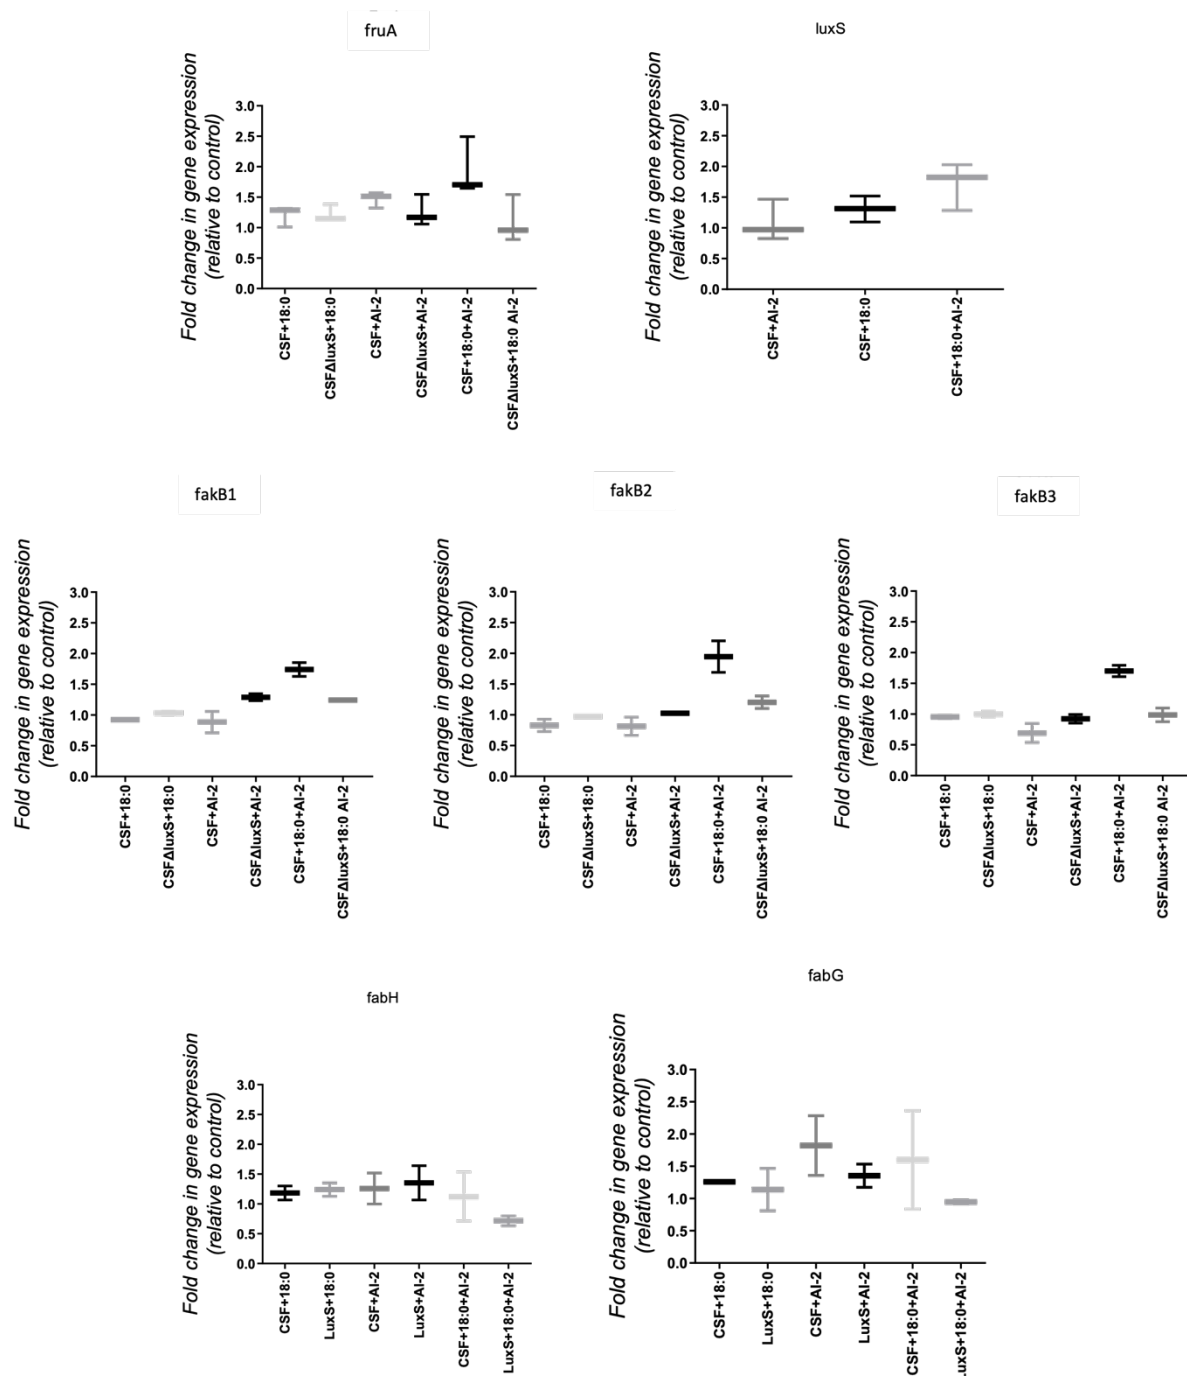 fruA
luxS
Fold change in gene expression
(relative to control)
3.0
2.5
2.0
1.5
1.0
0.5
0.0
CSF+18:0
CSFΔluxS+18:0
CSF+AI-2
CSFΔluxS+AI-2
CSF+18:0+AI-2
CSFΔluxS+18:0 AI-2
Fold change in gene expression
(relative to control)
3.0
2.5
2.0
1.5
1.0
0.5
0.0
CSF+AI-2
CSF+18:0
CSF+18:0+AI-2
fakB1
fakB2
fakB3
Fold change in gene expression
(relative to control)
3.0
2.5
2.0
1.5
1.0
0.5
0.0
CSF+18:0
CSFΔluxS+18:0
CSF+AI-2
CSFΔluxS+AI-2
CSF+18:0+AI-2
CSFΔluxS+18:0 AI-2
Fold change in gene expression
(relative to control)
3.0
2.5
2.0
1.5
1.0
0.5
0.0
CSF+18:0
CSFΔluxS+18:0
CSF+AI-2
CSFΔluxS+AI-2
CSF+18:0+AI-2
CSFΔluxS+18:0 AI-2
Fold change in gene expression
(relative to control)
3.0
2.5
2.0
1.5
1.0
0.5
0.0
CSF+18:0
CSFΔluxS+18:0
CSF+AI-2
CSFΔluxS+AI-2
CSF+18:0+AI-2
CSFΔluxS+18:0 AI-2
fabH
fabG
Fold change in gene expression
(relative to control)
3.0
2.5
2.0
1.5
1.0
0.5
0.0
CSF+18:0
LuxS+18:0
CSF+AI-2
LuxS+AI-2
CSF+18:0+AI-2
LuxS+18:0+AI-2
Fold change in gene expression
(relative to control)
3.0
2.5
2.0
1.5
1.0
0.5
0.0
CSF+18:0
LuxS+18:0
CSF+AI-2
LuxS+AI-2
CSF+18:0+AI-2
LuxS+18:0+AI-2